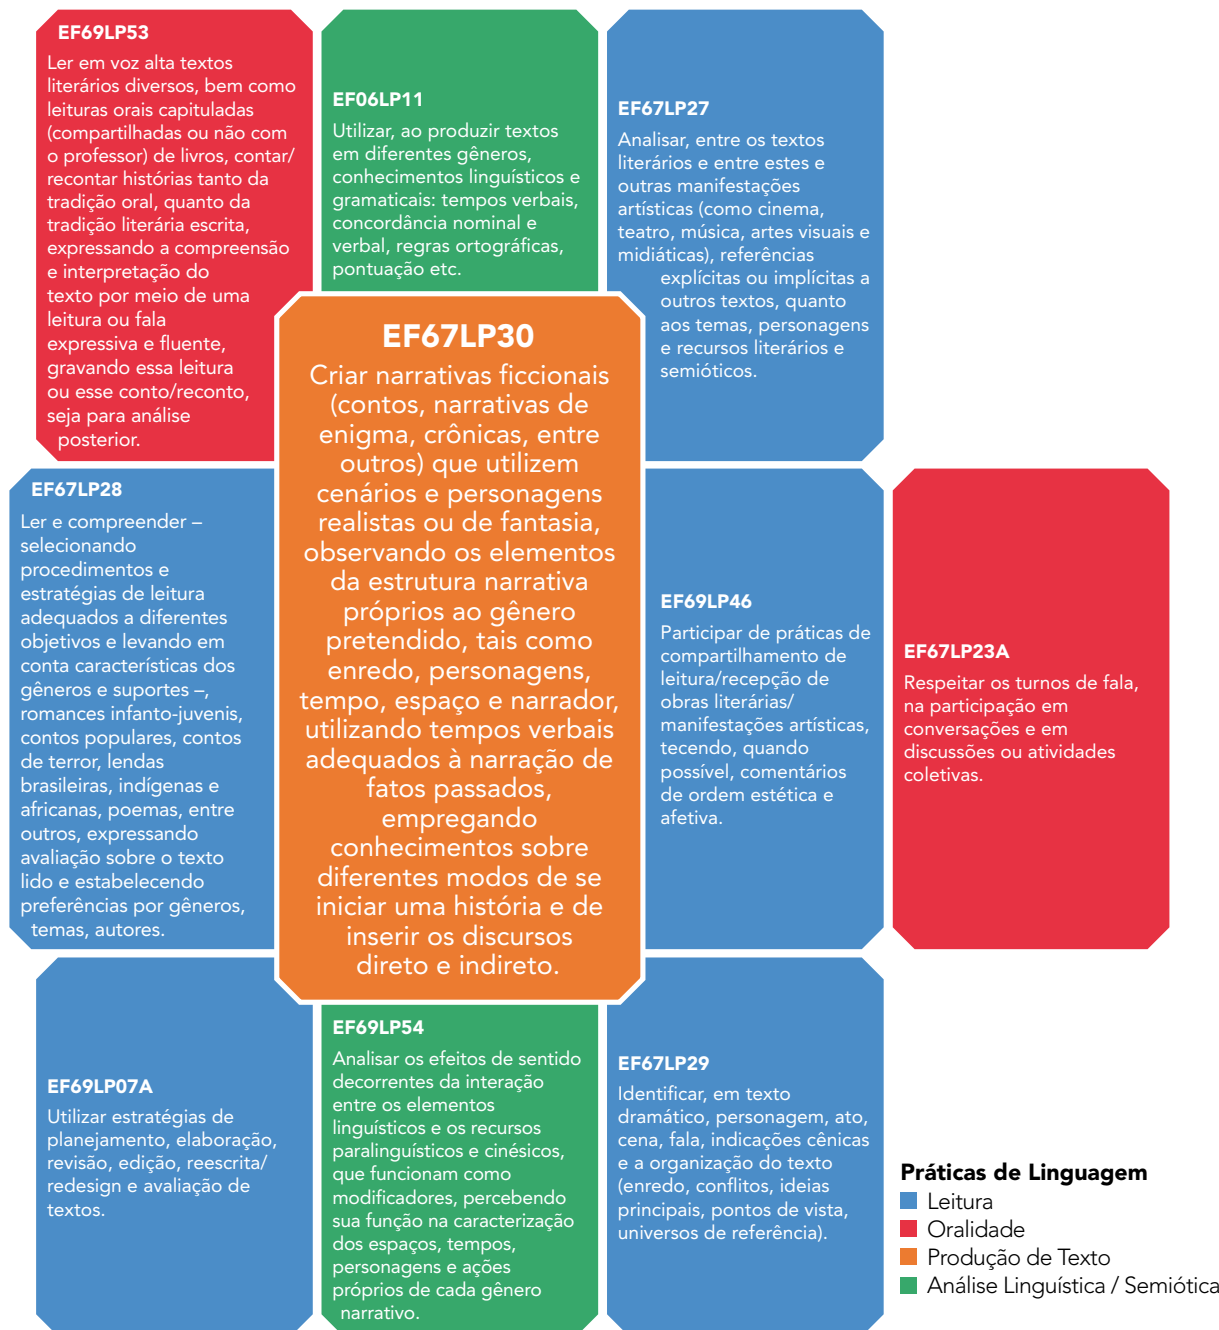 EF69LP53
Ler em voz alta textos
literários diversos, bem como
leituras orais capituladas
(compartilhadas ou não com
o professor) de livros, contar/
recontar histórias tanto da
tradição oral, quanto da
tradição literária escrita,
expressando a compreensão
e interpretação do
texto por meio de uma
leitura ou fala
expressiva e fluente,
gravando essa leitura
ou esse conto/reconto,
seja para análise
posterior.
EF06LP11
Utilizar, ao produzir textos
em diferentes gêneros,
conhecimentos linguísticos e
gramaticais: tempos verbais,
concordância nominal e
verbal, regras ortográficas,
pontuação etc.
EF67LP27
Analisar, entre os textos
literários e entre estes e
outras manifestações
artísticas (como cinema,
teatro, música, artes visuais e
midiáticas), referências
explícitas ou implícitas a
outros textos, quanto
aos temas, personagens
e recursos literários e
semióticos.
EF67LP28
Ler e compreender –
selecionando
procedimentos e
estratégias de leitura
adequados a diferentes
objetivos e levando em
conta características dos
gêneros e suportes –,
romances infanto-juvenis,
contos populares, contos
de terror, lendas
brasileiras, indígenas e
africanas, poemas, entre
outros, expressando
avaliação sobre o texto
lido e estabelecendo
preferências por gêneros,
temas, autores.
EF67LP30
Criar narrativas ficcionais
(contos, narrativas de
enigma, crônicas, entre
outros) que utilizem
cenários e personagens
realistas ou de fantasia,
observando os elementos
da estrutura narrativa
próprios ao gênero
pretendido, tais como
enredo, personagens,
tempo, espaço e narrador,
utilizando tempos verbais
adequados à narração de
fatos passados,
empregando
conhecimentos sobre
diferentes modos de se
iniciar uma história e de
inserir os discursos
direto e indireto.
EF69LP46
Participar de práticas de
compartilhamento de
leitura/recepção de
obras literárias/
manifestações artísticas,
tecendo, quando
possível, comentários
de ordem estética e
afetiva.
EF67LP23A
Respeitar os turnos de fala,
na participação em
conversações e em
discussões ou atividades
coletivas.
EF69LP07A
Utilizar estratégias de
planejamento, elaboração,
revisão, edição, reescrita/
redesign e avaliação de
textos.
EF69LP54
Analisar os efeitos de sentido
decorrentes da interação
entre os elementos
linguísticos e os recursos
paralinguísticos e cinésicos,
que funcionam como
modificadores, percebendo
sua função na caracterização
dos espaços, tempos,
personagens e ações
próprios de cada gênero
narrativo.
EF67LP29
Identificar, em texto
dramático, personagem, ato,
cena, fala, indicações cênicas
e a organização do texto
(enredo, conflitos, ideias
principais, pontos de vista,
universos de referência).
Práticas de Linguagem
Leitura
Oralidade
Produção de Texto
Análise Linguística / Semiótica